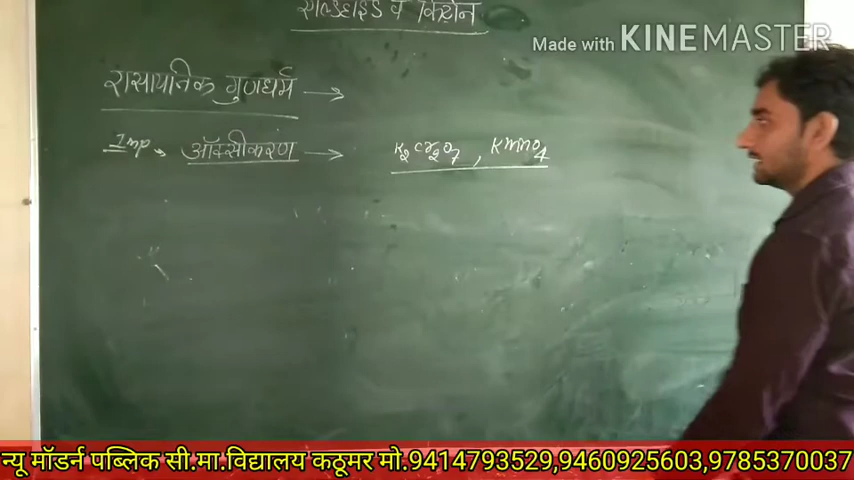 एल्डिहाइड व किटोन
Made with KINEMASTER
रासायनिक गुणधर्म →
Imp → ऑक्सीकरण → K₂Cr₂O₇, KMnO₄
न्यू मॉडर्न पब्लिक सी.मा.विद्यालय कठूमर मो.9414793529,9460925603,9785370037